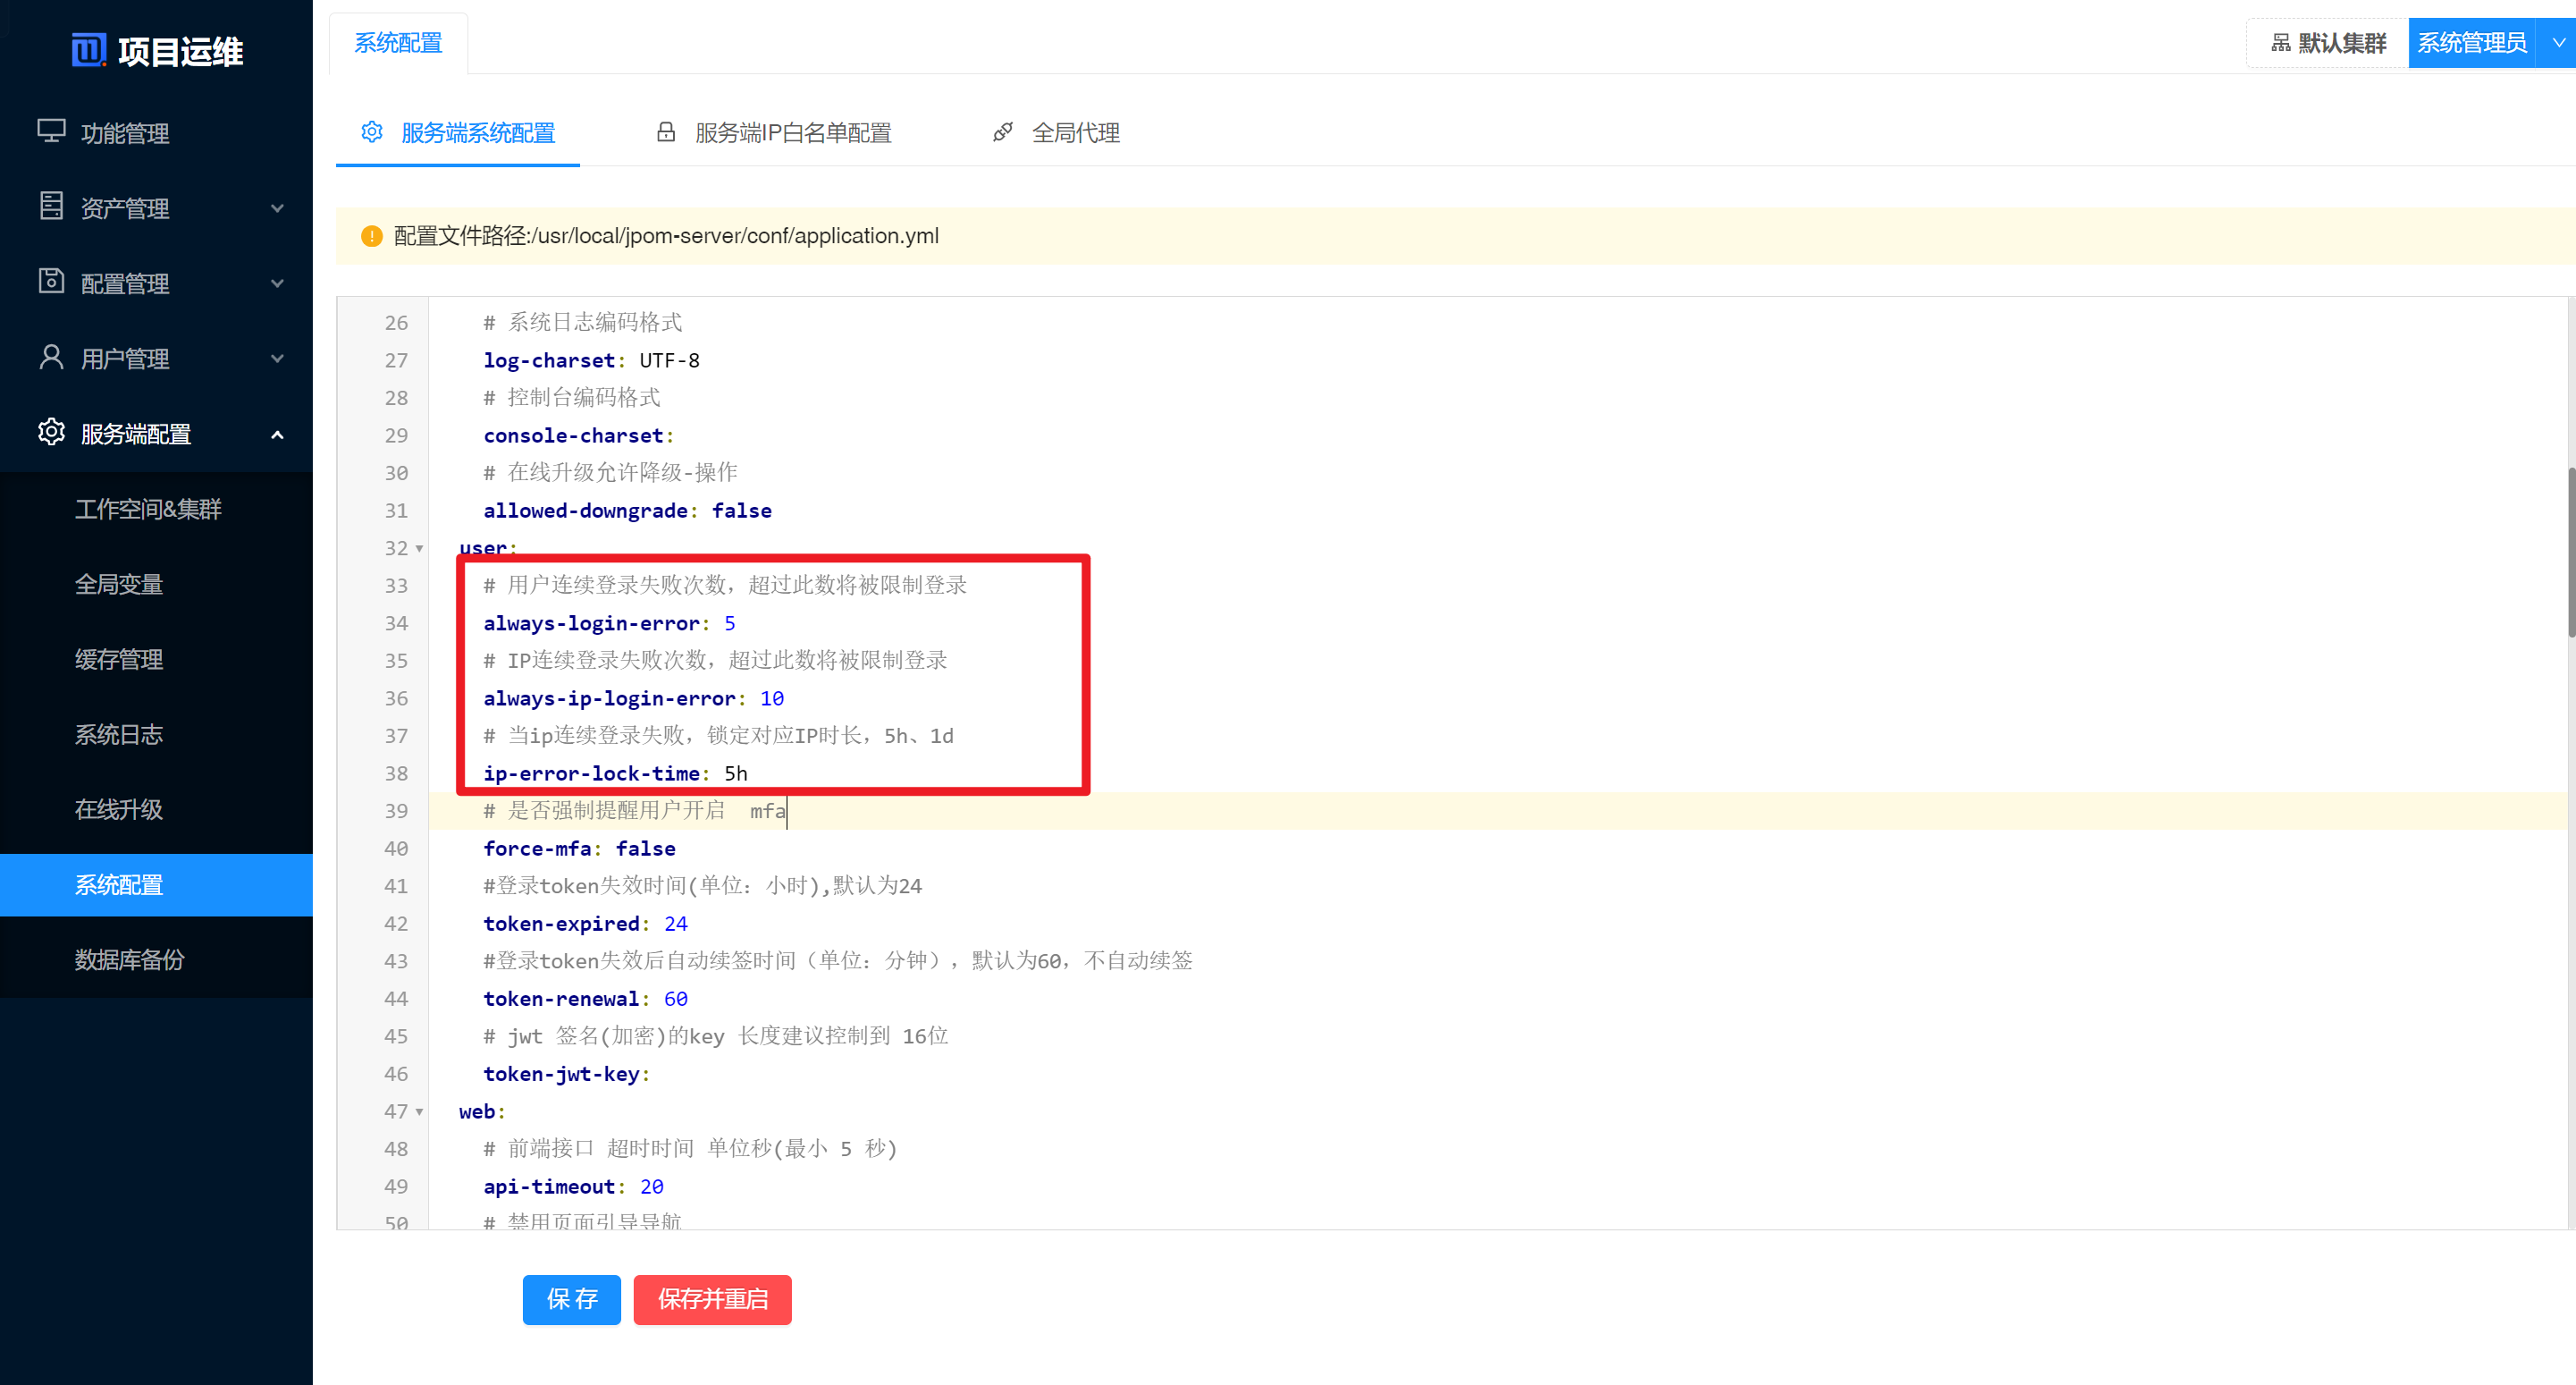 项目运维
功能管理
资产管理
配置管理
用户管理
服务端配置
工作空间&集群
全局变量
缓存管理
系统日志
在线升级
系统配置
数据库备份
系统配置
默认集群
系统管理员
服务端系统配置
服务端IP白名单配置
全局代理
配置文件路径:/usr/local/jpom-server/conf/application.yml
26 # 系统日志编码格式
27 log-charset: UTF-8
28 # 控制台编码格式
29 console-charset:
30 # 在线升级允许降级-操作
31 allowed-downgrade: false
32 user:
33 # 用户连续登录失败次数，超过此数将被限制登录
34 always-login-error: 5
35 # IP连续登录失败次数，超过此数将被限制登录
36 always-ip-login-error: 10
37 # 当ip连续登录失败，锁定对应IP时长，5h、1d
38 ip-error-lock-time: 5h
39 # 是否强制提醒用户开启  mfa
40 force-mfa: false
41 #登录token失效时间(单位：小时),默认为24
42 token-expired: 24
43 #登录token失效后自动续签时间（单位：分钟），默认为60，不自动续签
44 token-renewal: 60
45 # jwt 签名(加密)的key 长度建议控制到 16位
46 token-jwt-key:
47 web:
48 # 前端接口 超时时间 单位秒(最小 5 秒)
49 api-timeout: 20
50 # 禁用页面引导导航
保 存
保存并重启